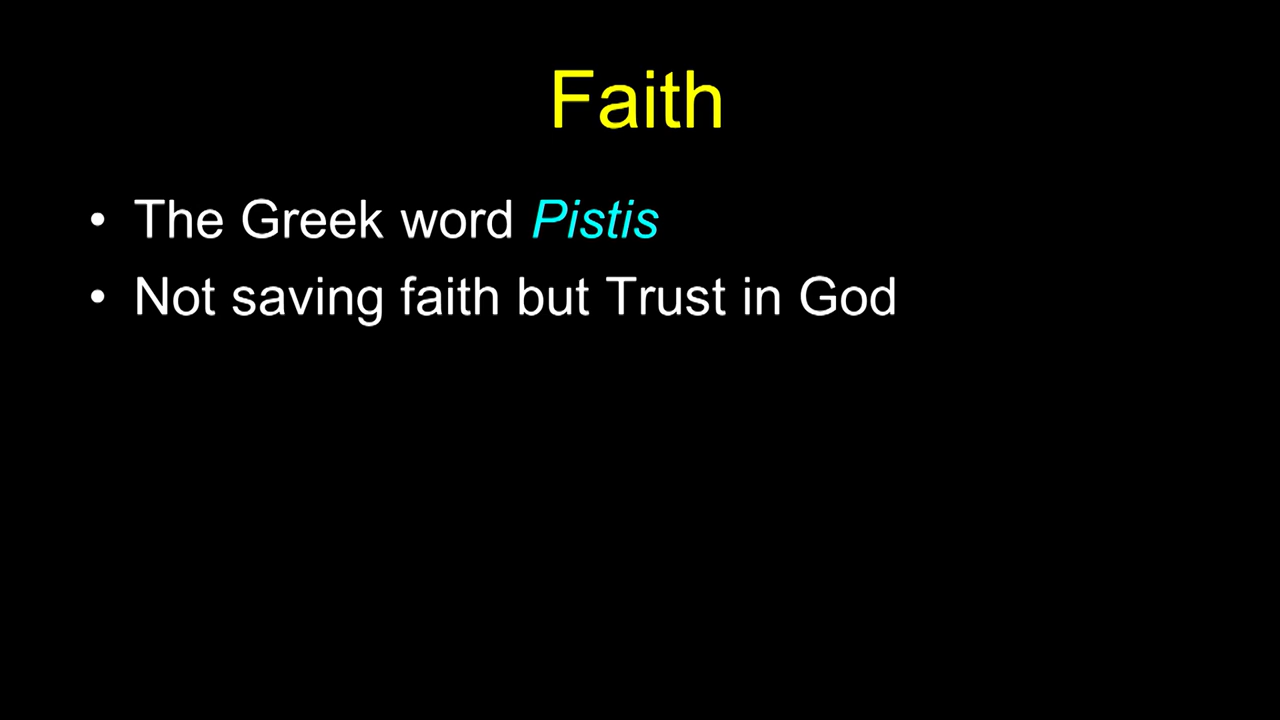 Faith
• The Greek word Pistis
• Not saving faith but Trust in God